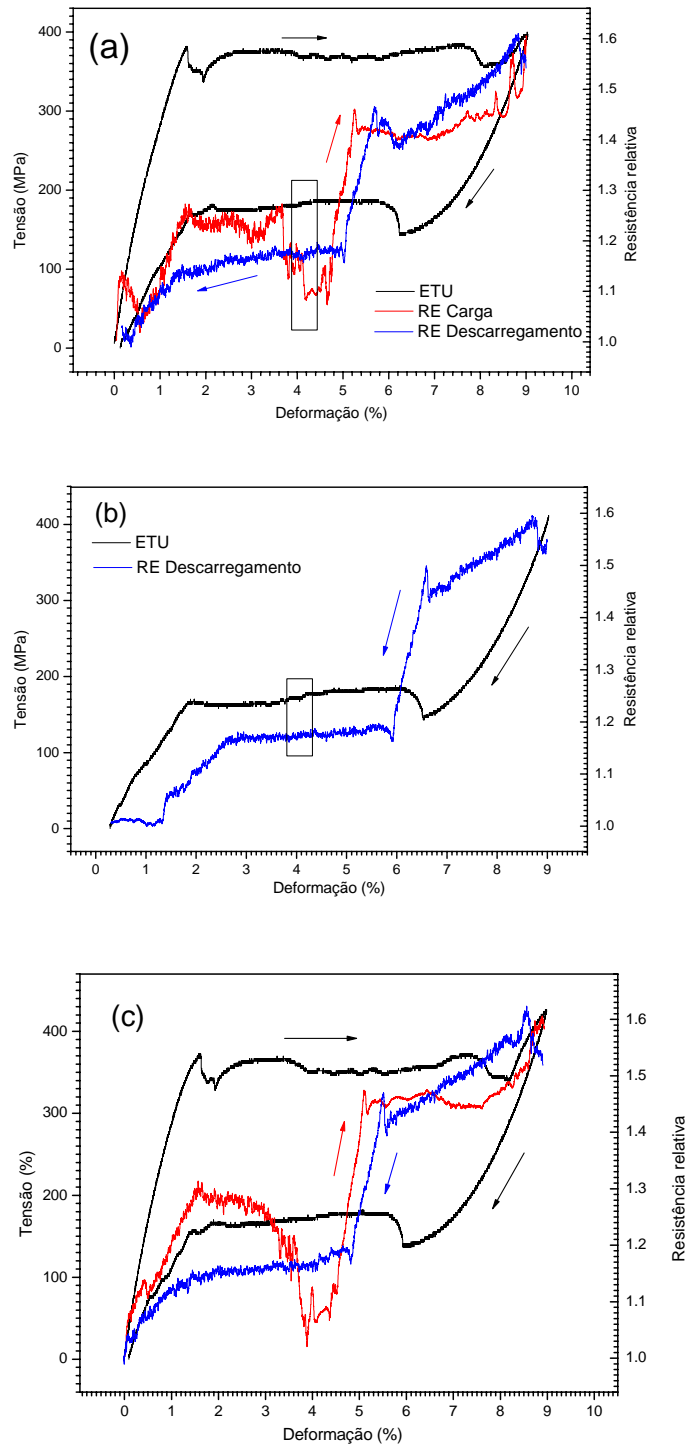 (a)
400
300
200
100
0
Tensão (MPa)
1.6
1.5
1.4
1.3
1.2
1.1
1.0
Resistência relativa
ETU
RE Carga
RE Descarregamento
0 1 2 3 4 5 6 7 8 9 10
Deformação (%)
(b)
ETU
RE Descarregamento
400
300
200
100
0
Tensão (MPa)
1.6
1.5
1.4
1.3
1.2
1.1
1.0
Resistência relativa
0 1 2 3 4 5 6 7 8 9
Deformação (%)
(c)
400
300
200
100
0
Tensão (%)
1.6
1.5
1.4
1.3
1.2
1.1
1.0
Resistência relativa
0 1 2 3 4 5 6 7 8 9 10
Deformação (%)